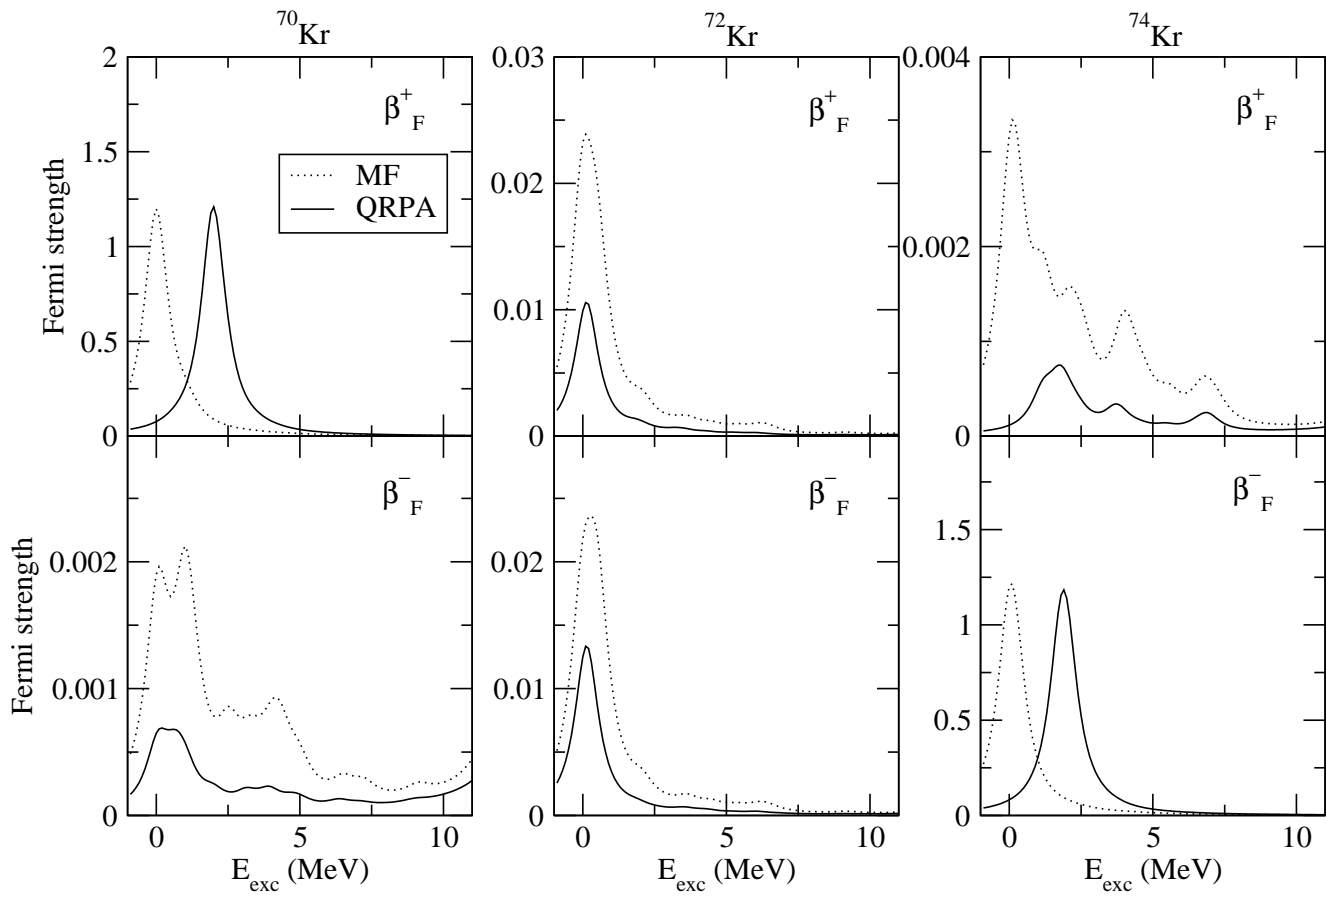 ⁷⁰Kr ⁷²Kr ⁷⁴Kr
2 0.03 0.004
β⁺F β⁺F β⁺F
1.5
MF
QRPA
0.02
1 0.002
0.01
0.5
0 0 0
Fermi strength
β⁻F β⁻F β⁻F
0.002 0.02 1.5
1
0.001 0.01
0.5
0 0 0
Fermi strength
0 5 10 0 5 10 0 5 10
Eexc (MeV) Eexc (MeV) Eexc (MeV)